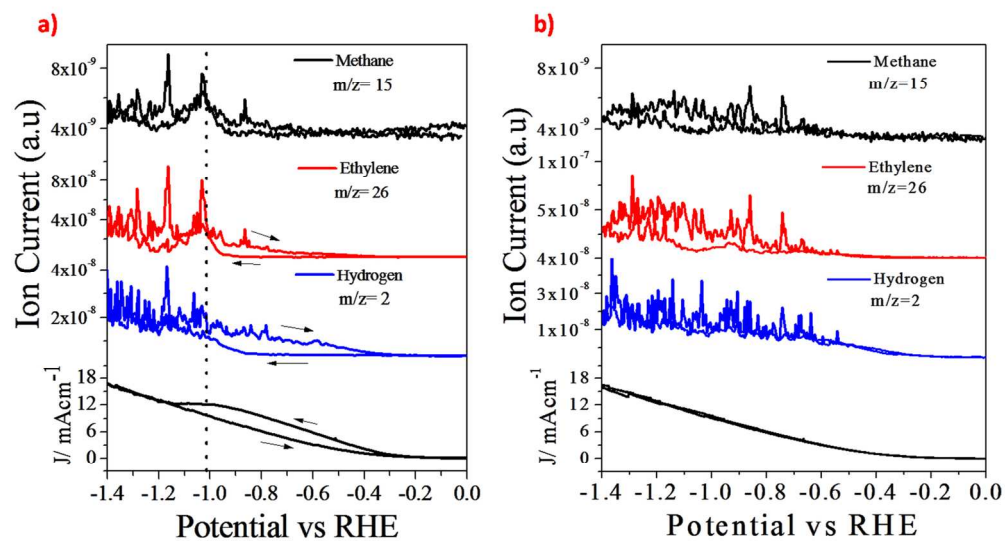 a)
Ion Current (a.u)
J/ mAcm⁻¹
8x10⁻⁹
4x10⁻⁹
8x10⁻⁸
4x10⁻⁸
4x10⁻⁸
2x10⁻⁸
18
12
6
0
Methane
m/z= 15
Ethylene
m/z= 26
Hydrogen
m/z= 2
-1.4 -1.2 -1.0 -0.8 -0.6 -0.4 -0.2 0.0
Potential vs RHE
b)
Ion Current (a.u)
J/ mAcm⁻¹
8x10⁻⁹
4x10⁻⁹
1x10⁻⁷
5x10⁻⁸
4x10⁻⁸
3x10⁻⁸
1x10⁻⁸
18
12
6
0
Methane
m/z=15
Ethylene
m/z=26
Hydrogen
m/z=2
-1.4 -1.2 -1.0 -0.8 -0.6 -0.4 -0.2 0.0
Potential vs RHE